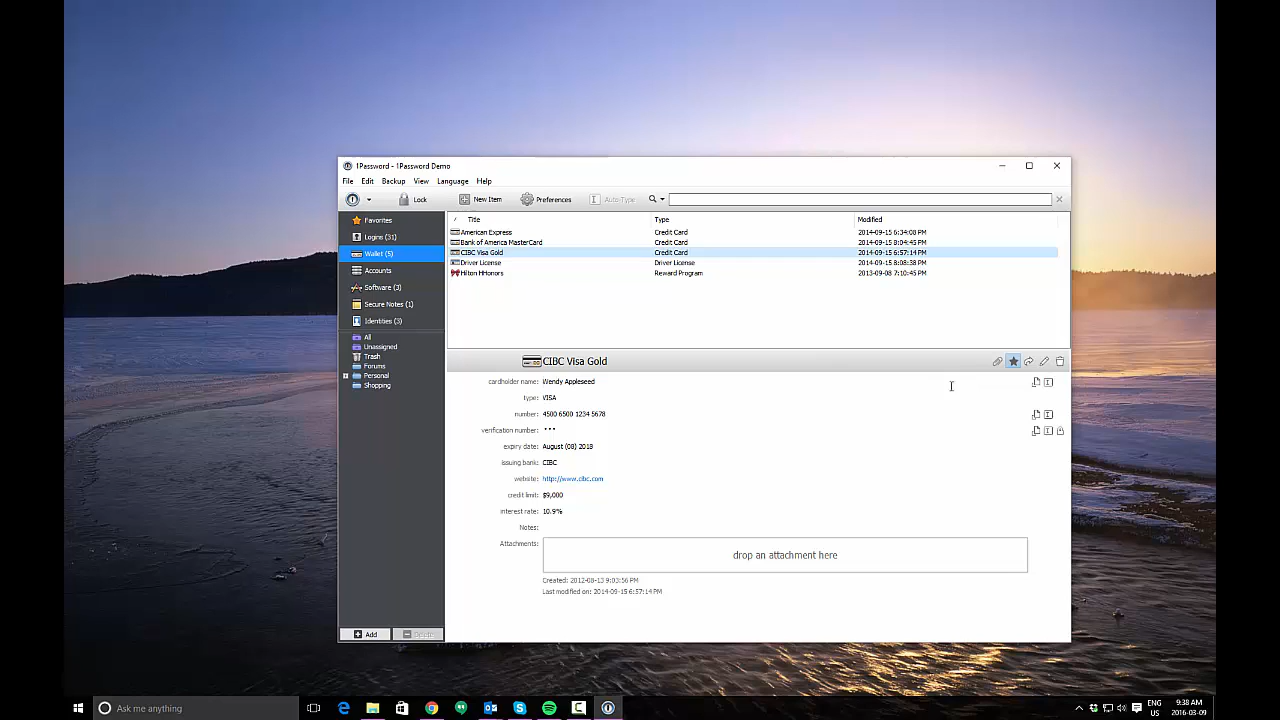 1Password - 1Password Demo
File Edit Backup View Language Help
Lock New Item Preferences Auto-Type
Favorites
Logins (31)
Wallet (5)
Accounts
Software (3)
Secure Notes (1)
Identities (3)
All
Unassigned
Trash
Forums
Personal
Shopping
Add Delete
Title Type Modified
American Express Credit Card 2014-09-15 6:34:08 PM
Bank of America MasterCard Credit Card 2014-09-15 8:04:45 PM
CIBC Visa Gold Credit Card 2014-09-15 6:57:14 PM
Driver License Driver License 2014-09-15 8:08:38 PM
Hilton HHonors Reward Program 2013-09-08 7:10:45 PM
CIBC Visa Gold
cardholder name: Wendy Appleseed
type: VISA
number: 4500 6500 1234 5678
verification number: •••
expiry date: August (08) 2018
issuing bank: CIBC
website: http://www.cibc.com
credit limit: $9,000
interest rate: 10.9%
Notes:
Attachments: drop an attachment here
Created: 2012-08-13 9:03:56 PM
Last modified on: 2014-09-15 6:57:14 PM
Ask me anything
ENG 9:38 AM
US 2016-03-09